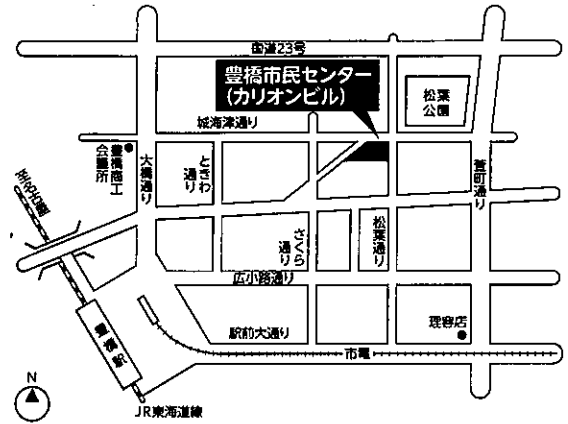 国道23号
豊橋市民センター
(カリオンビル)
松葉
公園
城海津通り
豊橋商工
会議所
大橋通り
ときわ
通り
萱町通り
至名古屋
さくら
通り
松葉通り
広小路通り
駅前大通り
理容店
豊橋駅
市電
N
JR東海道線